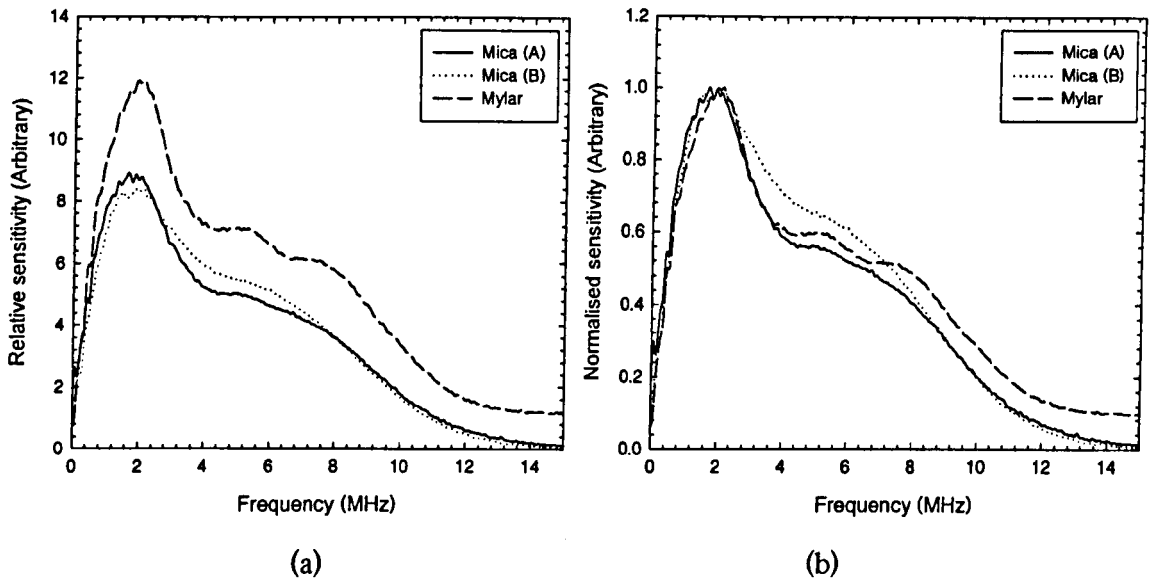 14
12
10
8
6
4
2
0
Relative sensitivity (Arbitrary)
Mica (A)
Mica (B)
Mylar
0 2 4 6 8 10 12 14
Frequency (MHz)
(a)
1.2
1.0
0.8
0.6
0.4
0.2
0.0
Normalised sensitivity (Arbitrary)
Mica (A)
Mica (B)
Mylar
0 2 4 6 8 10 12 14
Frequency (MHz)
(b)